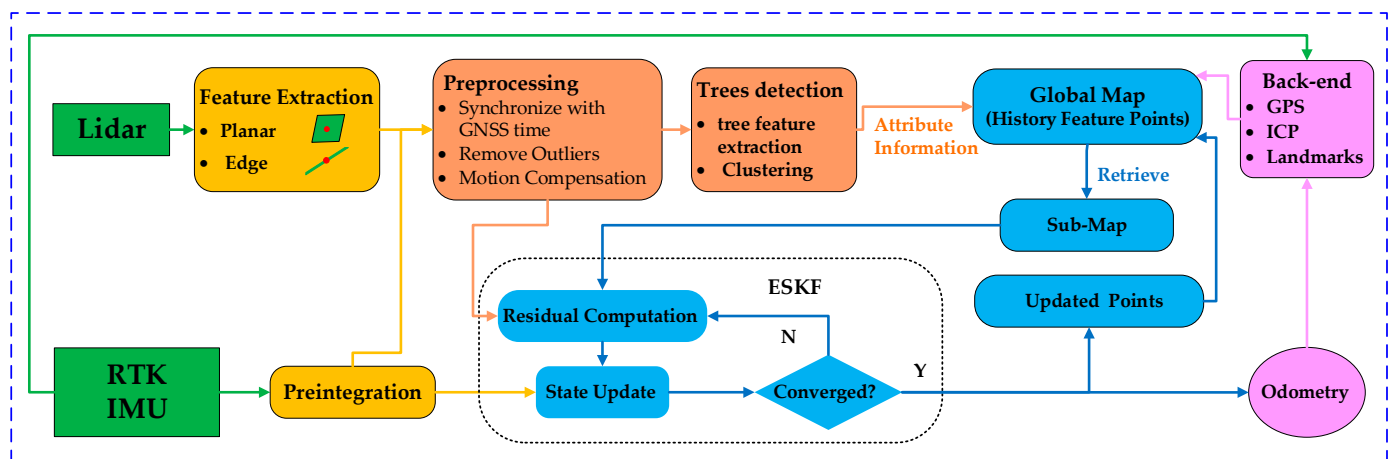 Lidar
Feature Extraction
• Planar
• Edge
Preprocessing
• Synchronize with
GNSS time
• Remove Outliers
• Motion Compensation
Trees detection
• tree feature
extraction
• Clustering
Attribute
Information
Global Map
(History Feature Points)
Back-end
• GPS
• ICP
• Landmarks
Retrieve
Sub-Map
ESKF
Residual Computation
N
Updated Points
RTK
IMU
Preintegration
State Update
Converged?
Y
Odometry